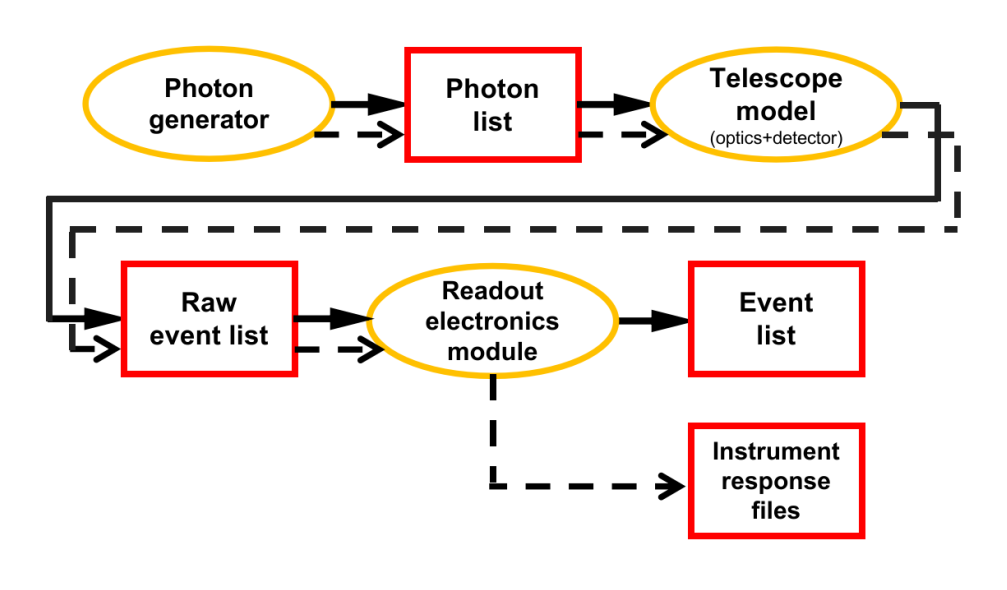 Photon
generator
Photon
list
Telescope
model
(optics+detector)
Raw
event list
Readout
electronics
module
Event
list
Instrument
response
files